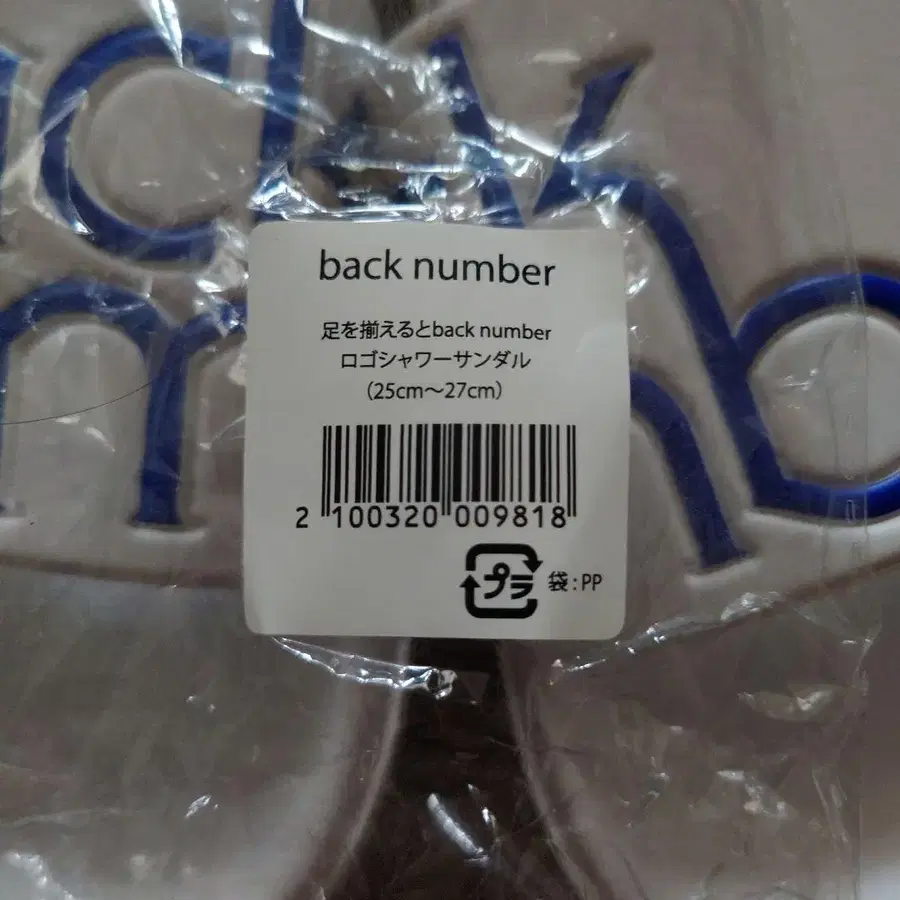 back number
足を揃えるとback number
ロゴシャワーサンダル
（25cm～27cm）
2 100320 009818
プラ 袋：PP